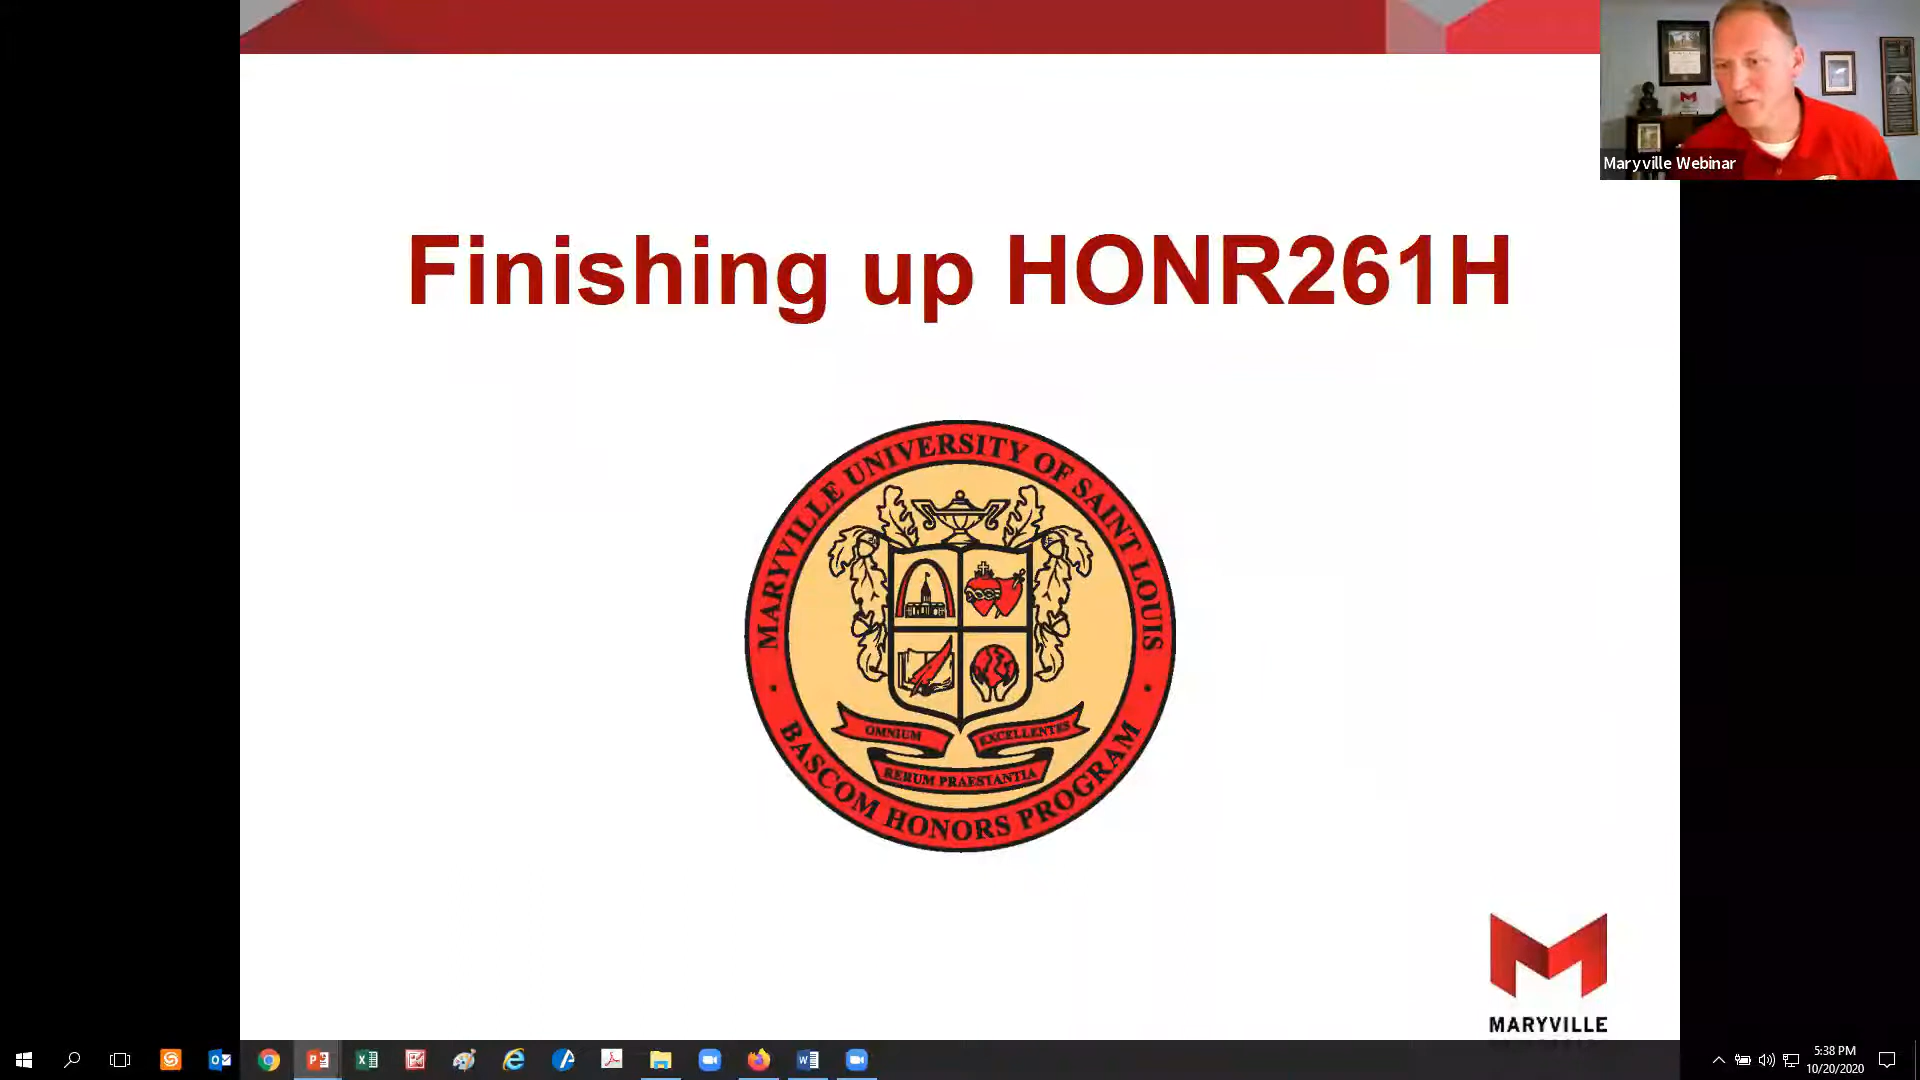 Maryville Webinar
Finishing up HONR261H
MARYVILLE UNIVERSITY OF SAINT LOUIS
OMNIUM
EXCELLENTES
RERUM PRAESTANTIA
BASCOM HONORS PROGRAM
MARYVILLE
5:38 PM
10/20/2020